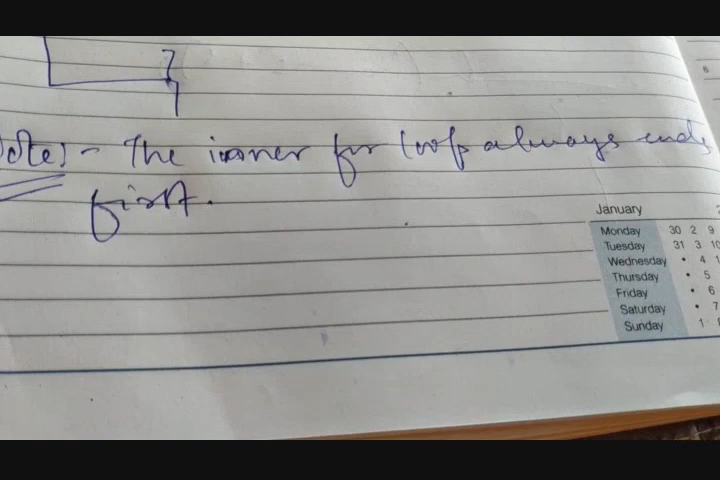 }
Note:- The inner for loop always ends
first.
January
Monday 30 2 9
Tuesday 31 3 10
Wednesday • 4 1
Thursday • 5
Friday • 6
Saturday • 7
Sunday 1